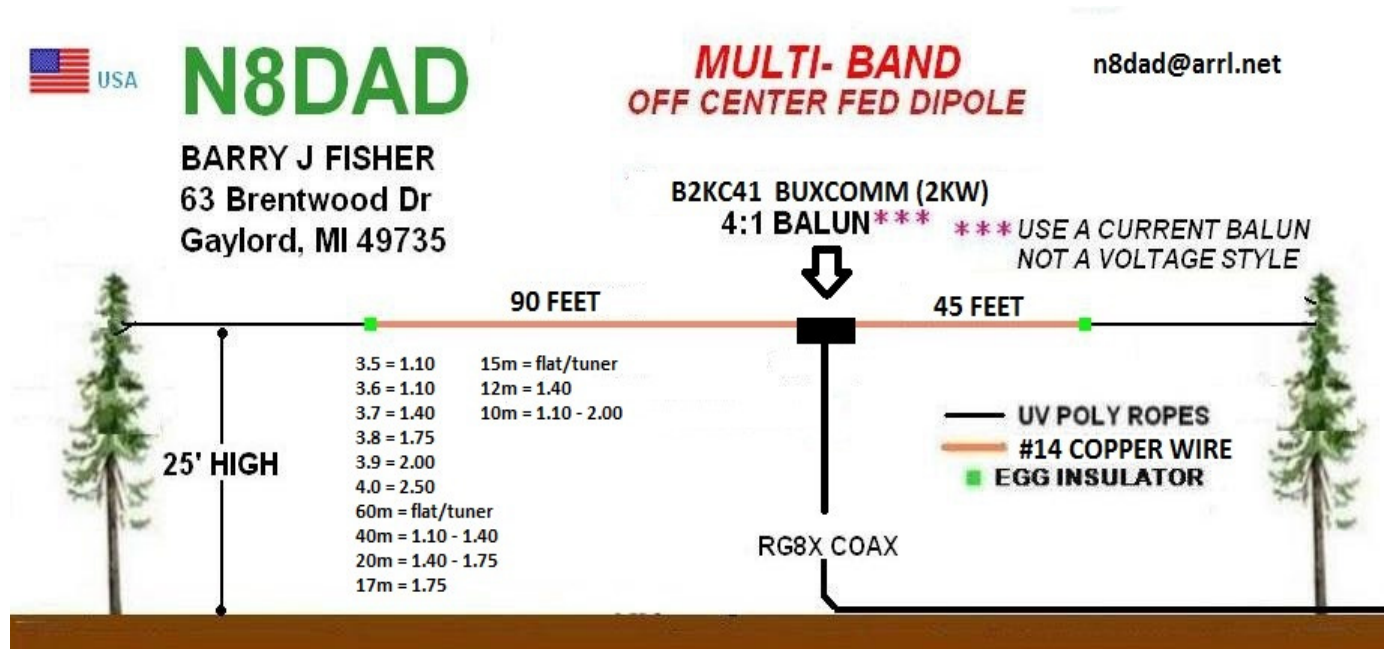 USA
N8DAD
BARRY J FISHER
63 Brentwood Dr
Gaylord, MI 49735
MULTI- BAND
OFF CENTER FED DIPOLE
n8dad@arrl.net
B2KC41 BUXCOMM (2KW)
4:1 BALUN***
***USE A CURRENT BALUN
NOT A VOLTAGE STYLE
90 FEET
45 FEET
3.5 = 1.10
3.6 = 1.10
3.7 = 1.40
3.8 = 1.75
3.9 = 2.00
4.0 = 2.50
60m = flat/tuner
40m = 1.10 - 1.40
20m = 1.40 - 1.75
17m = 1.75
15m = flat/tuner
12m = 1.40
10m = 1.10 - 2.00
25' HIGH
UV POLY ROPES
#14 COPPER WIRE
EGG INSULATOR
RG8X COAX